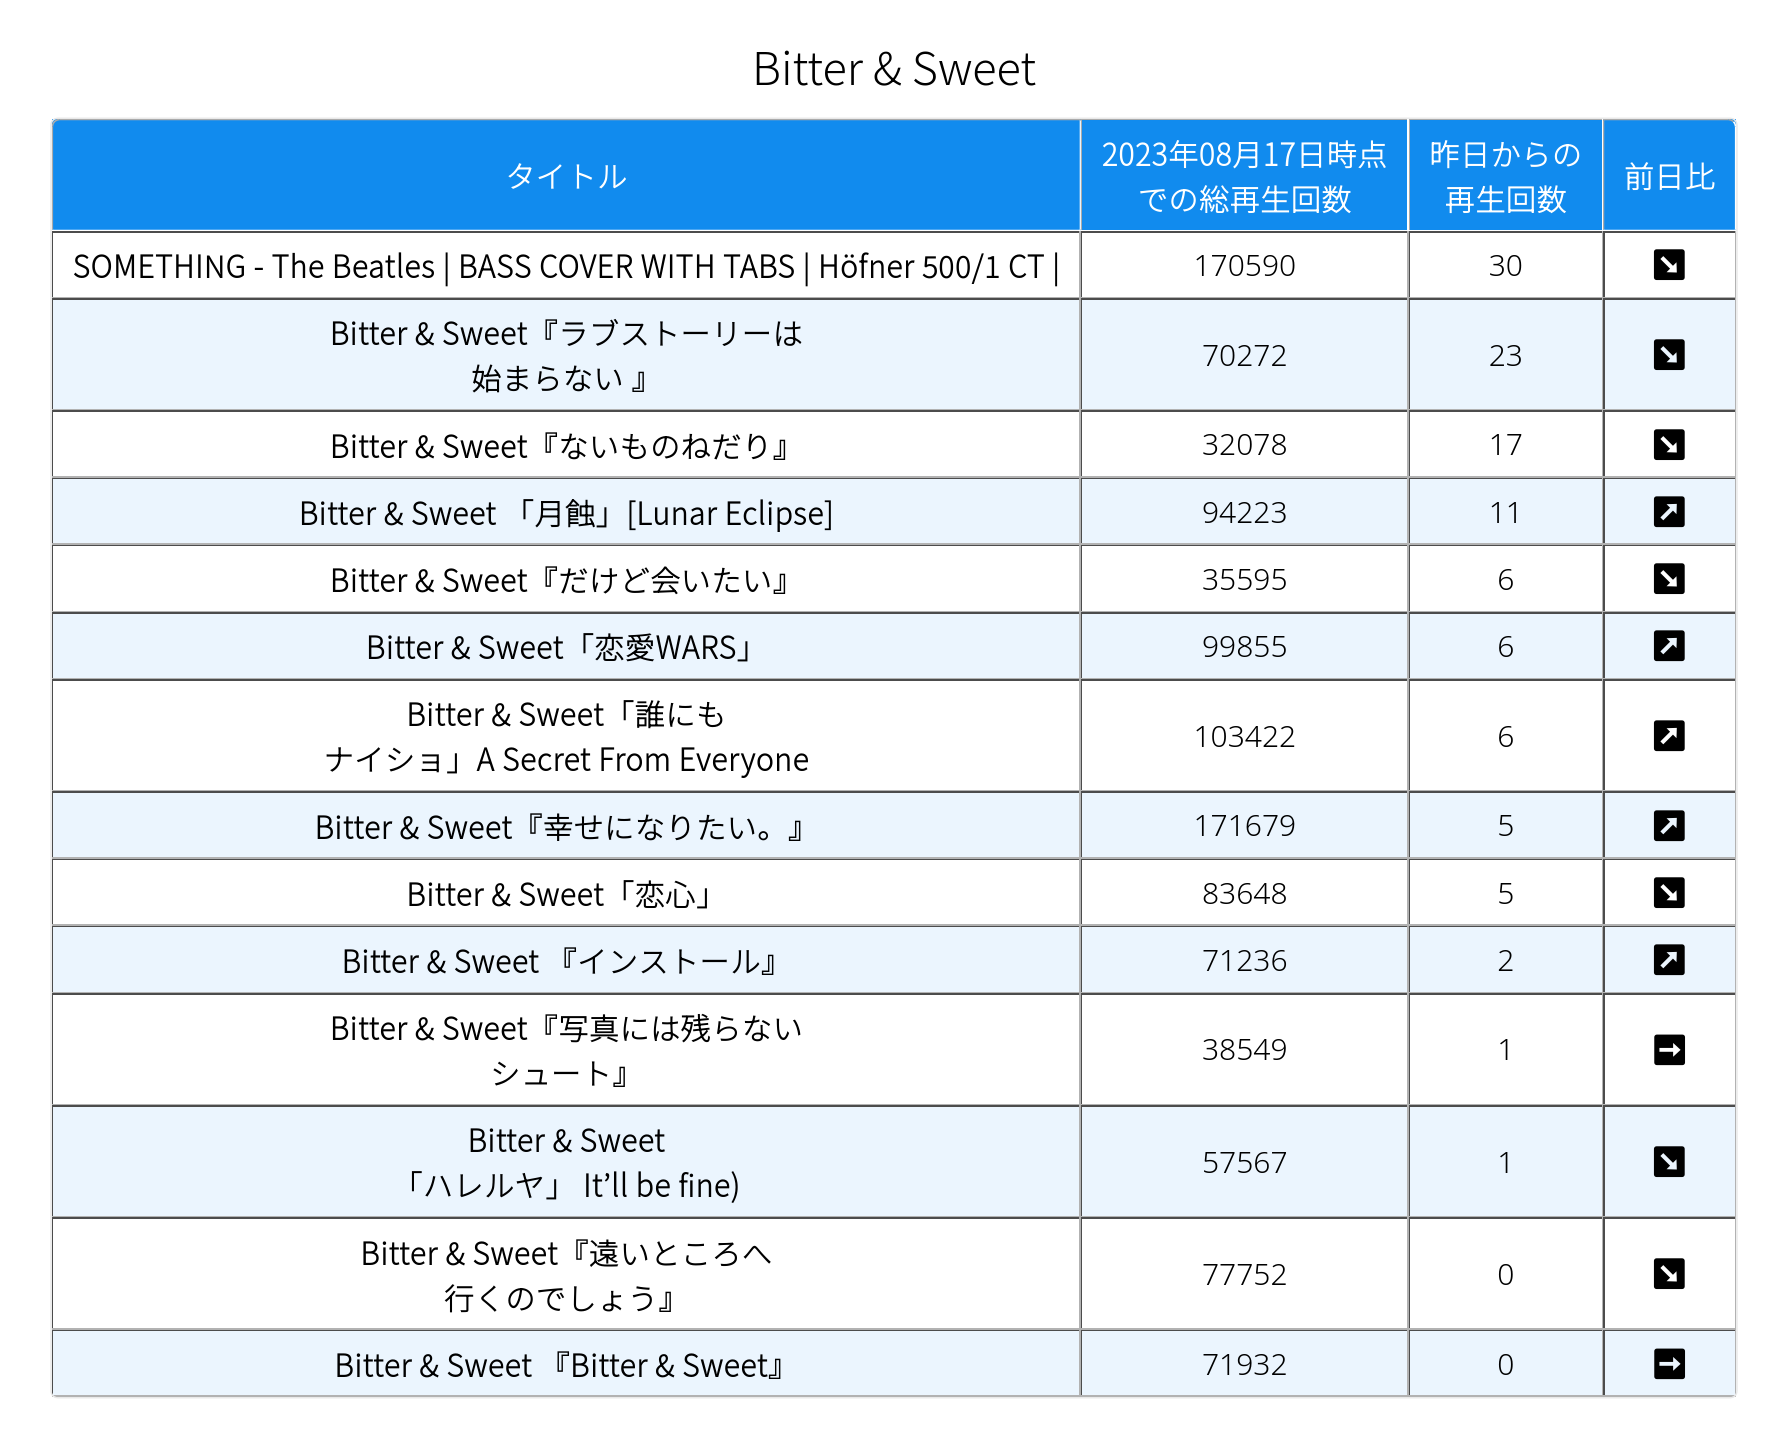 Bitter & Sweet
タイトル
2023年08月17日時点
での総再生回数
昨日からの
再生回数
前日比
SOMETHING - The Beatles | BASS COVER WITH TABS | Höfner 500/1 CT |
170590
30
Bitter & Sweet『ラブストーリーは
始まらない 』
70272
23
Bitter & Sweet『ないものねだり』
32078
17
Bitter & Sweet 「月蝕」[Lunar Eclipse]
94223
11
Bitter & Sweet『だけど会いたい』
35595
6
Bitter & Sweet「恋愛WARS」
99855
6
Bitter & Sweet「誰にも
ナイショ」A Secret From Everyone
103422
6
Bitter & Sweet『幸せになりたい。』
171679
5
Bitter & Sweet「恋心」
83648
5
Bitter & Sweet 『インストール』
71236
2
Bitter & Sweet『写真には残らない
シュート』
38549
1
Bitter & Sweet
「ハレルヤ」 It’ll be fine)
57567
1
Bitter & Sweet『遠いところへ
行くのでしょう』
77752
0
Bitter & Sweet 『Bitter & Sweet』
71932
0